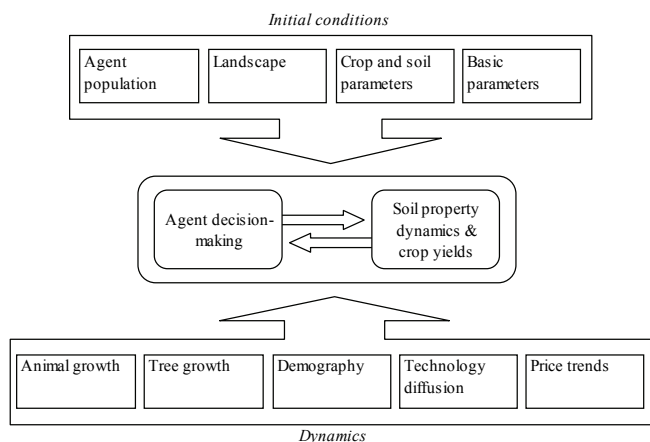 Initial conditions
Agent
population
Landscape
Crop and soil
parameters
Basic
parameters
Agent decision-
making
Soil property
dynamics &
crop yields
Animal growth
Tree growth
Demography
Technology
diffusion
Price trends
Dynamics